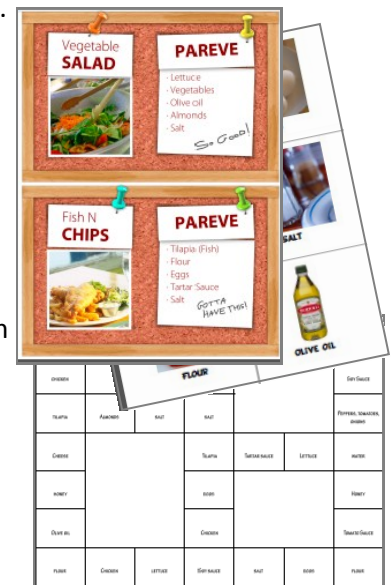 .
Vegetable
SALAD
PAREVE
· Lettuce
· Vegetables
· Olive oil
· Almonds
· Salt
So Good!
Fish N
CHIPS
PAREVE
· Tilapia (Fish)
· Flour
· Eggs
· Tartar Sauce
· Salt
GOTTA
HAVE THIS!
SALT
FLOUR
OLIVE OIL
n
CHICKEN
SOY SAUCE
TILAPIA
ALMONDS
SALT
SALT
PEPPERS, TOMATOES,
CHEESE
TILAPIA
TARTAR SAUCE
LETTUCE
WATER
HONEY
EGGS
HONEY
OLIVE OIL
CHICKEN
TOMATO SAUCE
FLOUR
CHICKEN
LETTUCE
SOY SAUCE
SALT
EGGS
FLOUR